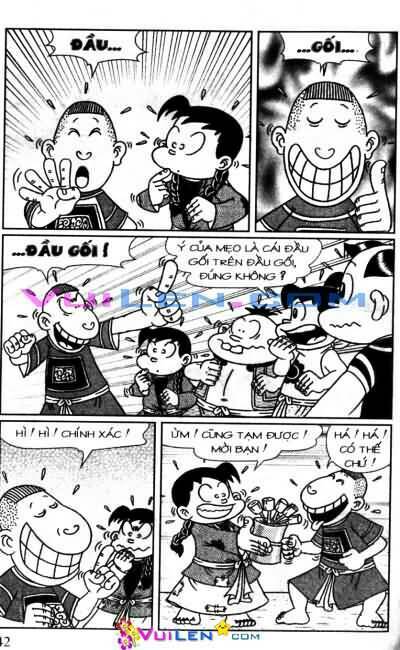 ĐẦU...
...GỐI...
...ĐẦU GỐI!
Ý CỦA MẸO LÀ CÁI ĐẦU
GỐI TRÊN ĐẦU GỐI,
ĐÚNG KHÔNG?
VUILEN.COM
HÌ! HÌ! CHÍNH XÁC!
ỪM! CŨNG TẠM ĐƯỢC!
MỜI BẠN!
HÁ! HÁ!
CÓ THẾ
CHỨ!
42
VUILEN.COM